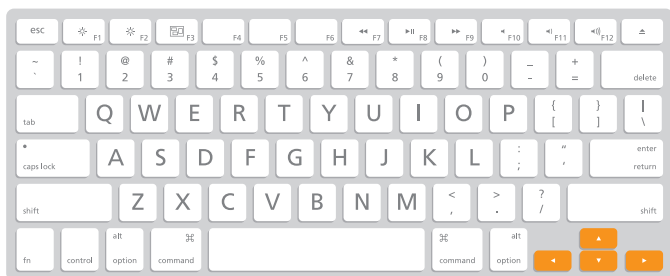 esc F1 F2 F3 F4 F5 F6 F7 F8 F9 F10 F11 F12
~ ! @ # $ % ^ & * ( ) _ +
` 1 2 3 4 5 6 7 8 9 0 - = delete
tab Q W E R T Y U I O P { [ } ] | \
caps lock A S D F G H J K L : ; " ' enter return
shift Z X C V B N M < , > . ? / shift
fn control alt option ⌘ command ⌘ command alt option